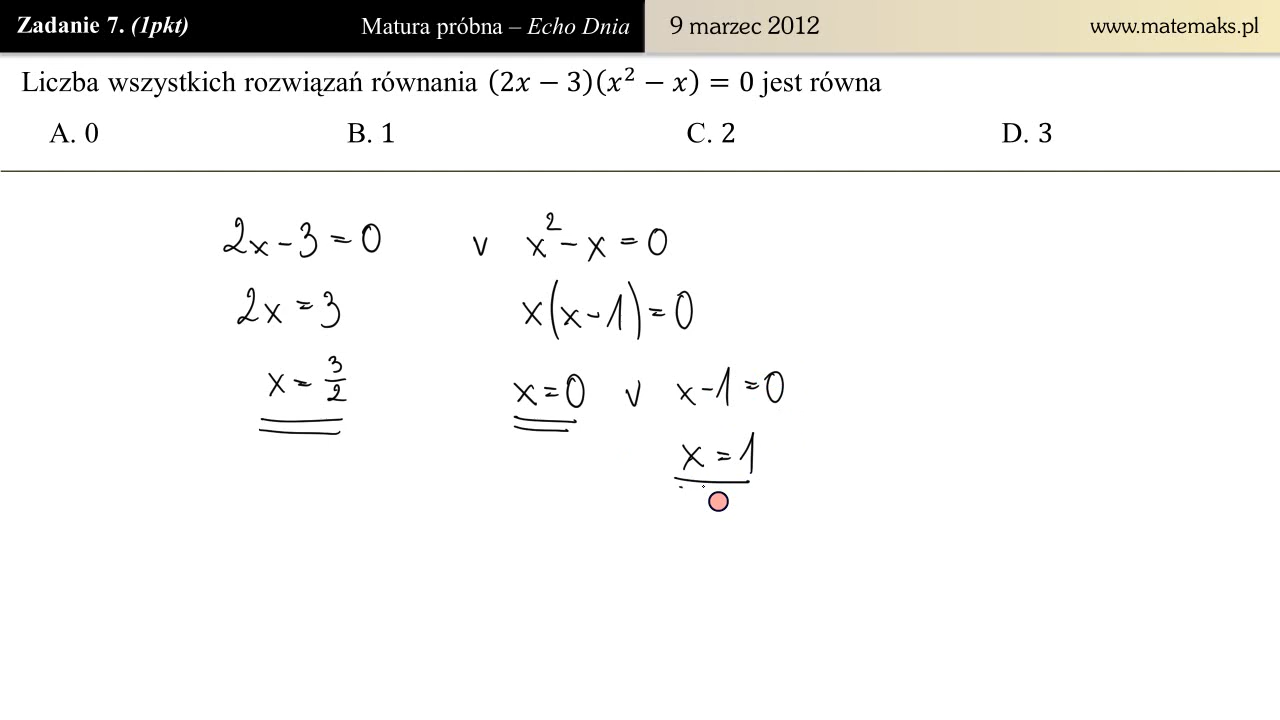 Zadanie 7. (1pkt) Matura próbna – Echo Dnia 9 marzec 2012 www.matemaks.pl
Liczba wszystkich rozwiązań równania (2x − 3)(x² − x) = 0 jest równa
A. 0 B. 1 C. 2 D. 3
2x-3=0 v x²-x=0
2x=3 x(x-1)=0
x=3/2 x=0 v x-1=0
x=1